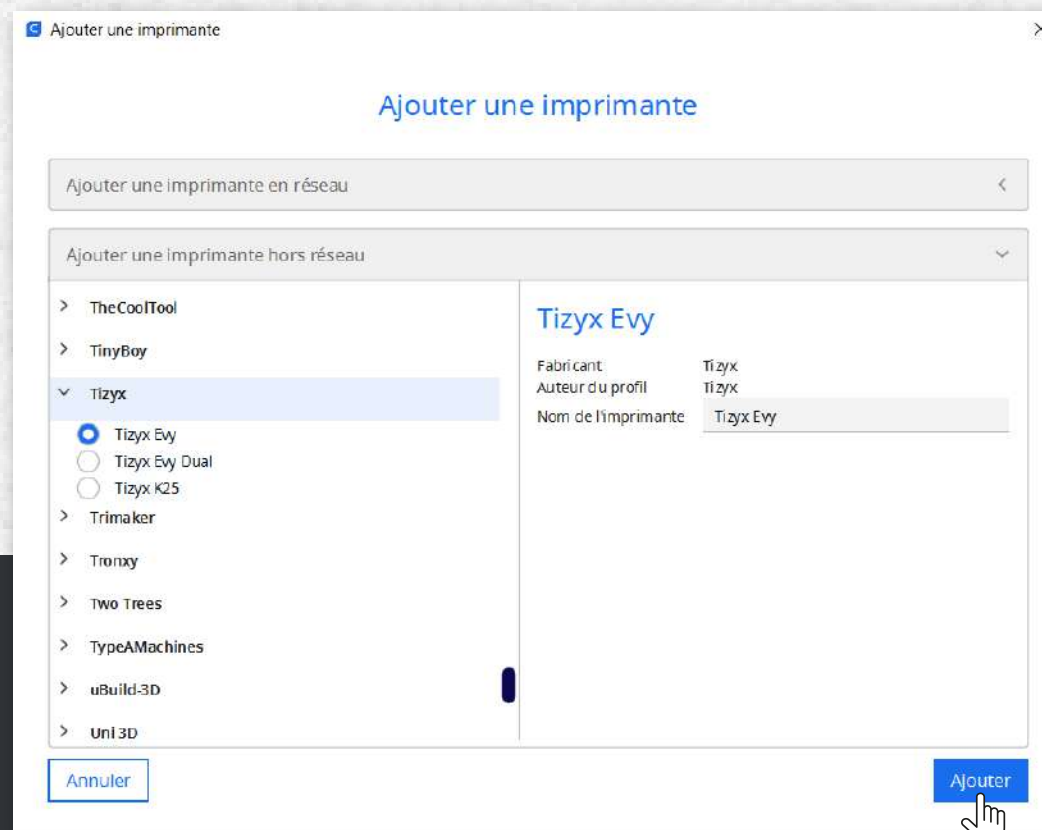 Ajouter une imprimante
Ajouter une imprimante
Ajouter une imprimante en réseau
Ajouter une imprimante hors réseau
TheCoolTool
TinyBoy
Tizyx
Tizyx Evy
Tizyx Evy Dual
Tizyx K25
Trimaker
Tronxy
Two Trees
TypeAMachines
uBuild-3D
Uni 3D
Tizyx Evy
Fabricant Tizyx
Auteur du profil Tizyx
Nom de l'imprimante Tizyx Evy
Annuler
Ajouter